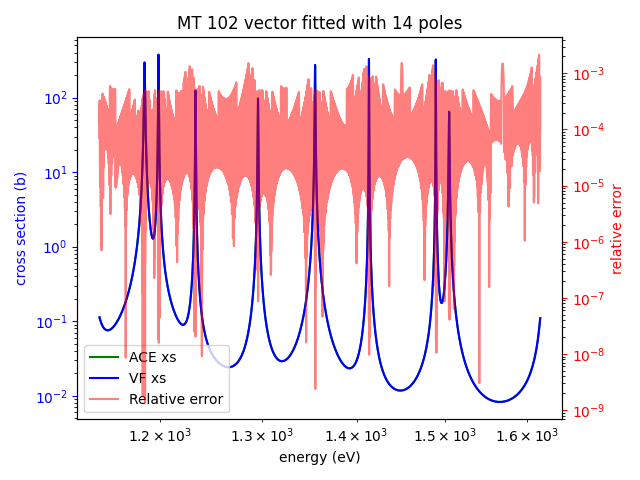 MT 102 vector fitted with 14 poles
cross section (b)
10² 10¹ 10⁰ 10⁻¹ 10⁻²
ACE xs
VF xs
Relative error
10⁻³ 10⁻⁴ 10⁻⁵ 10⁻⁶ 10⁻⁷ 10⁻⁸ 10⁻⁹
relative error
1.2 × 10³ 1.3 × 10³ 1.4 × 10³ 1.5 × 10³ 1.6 × 10³
energy (eV)